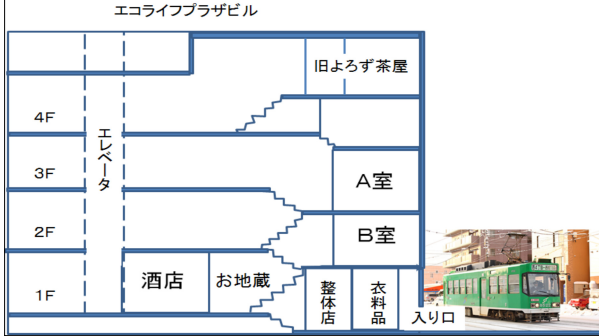 エコライフプラザビル
旧よろず茶屋
4F
エレベータ
3F
A室
2F
B室
1F
酒店
お地蔵
整体店
衣料品
入り口